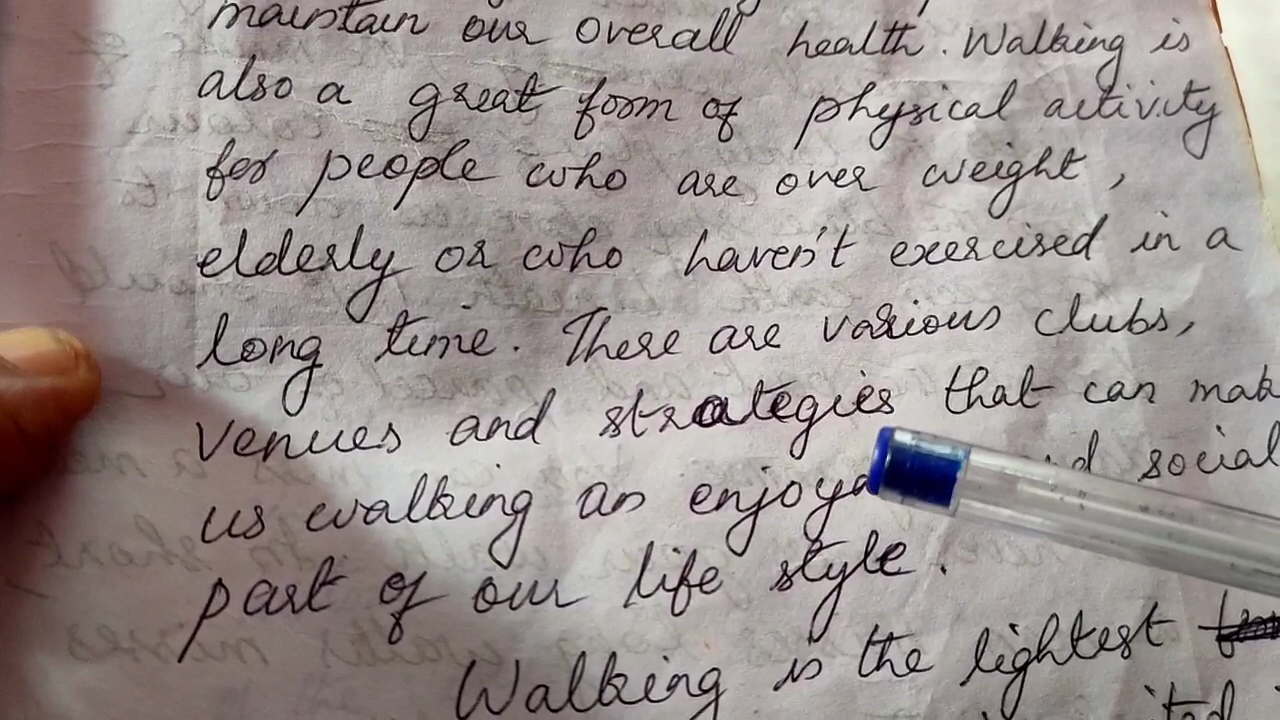 maintain our overall health. Walking is
also a great form of physical activity
for people who are over weight,
elderly or who haven't exercised in a
long time. There are various clubs,
venues and strategies that can mak
us walking an enjoya social
part of our life style.
Walking is the lightest